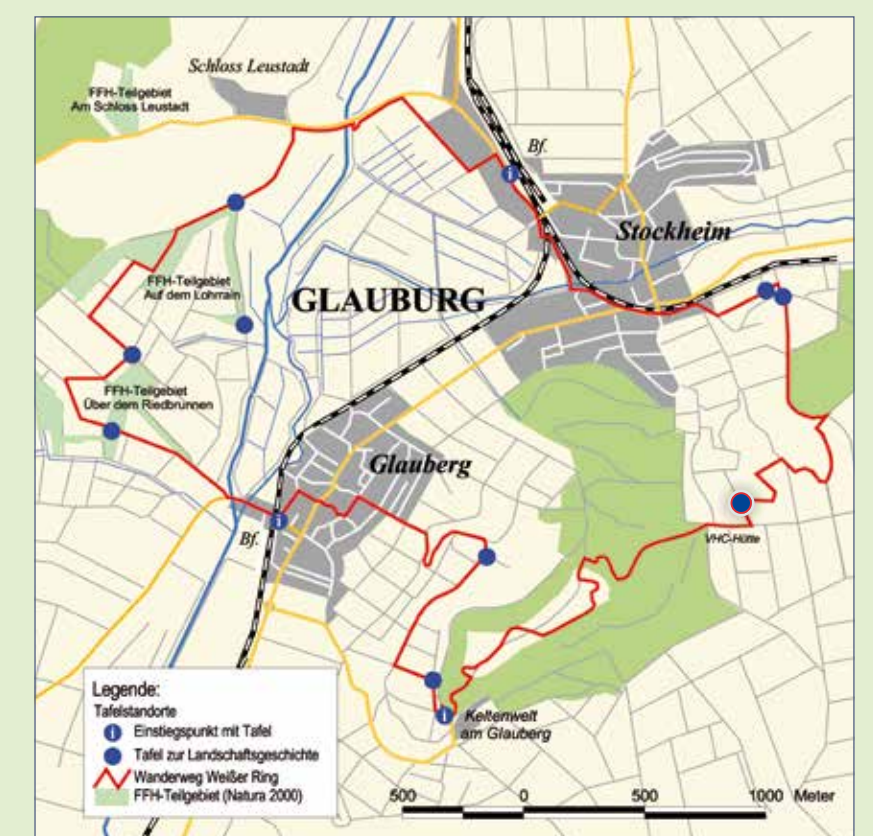 Schloss Leustadt
FFH-Teilgebiet
Am Schloss Leustadt
Bf.
i
Stockheim
FFH-Teilgebiet
Auf dem Lohrrain
GLAUBURG
FFH-Teilgebiet
Über dem Riedbrunnen
Glauberg
i
Bf.
VHC-Hütte
i
Keltenwelt
am Glauberg
Legende:
Tafelstandorte
i Einstiegspunkt mit Tafel
Tafel zur Landschaftsgeschichte
Wanderweg Weißer Ring
FFH-Teilgebiet (Natura 2000)
500 0 500 1000 Meter